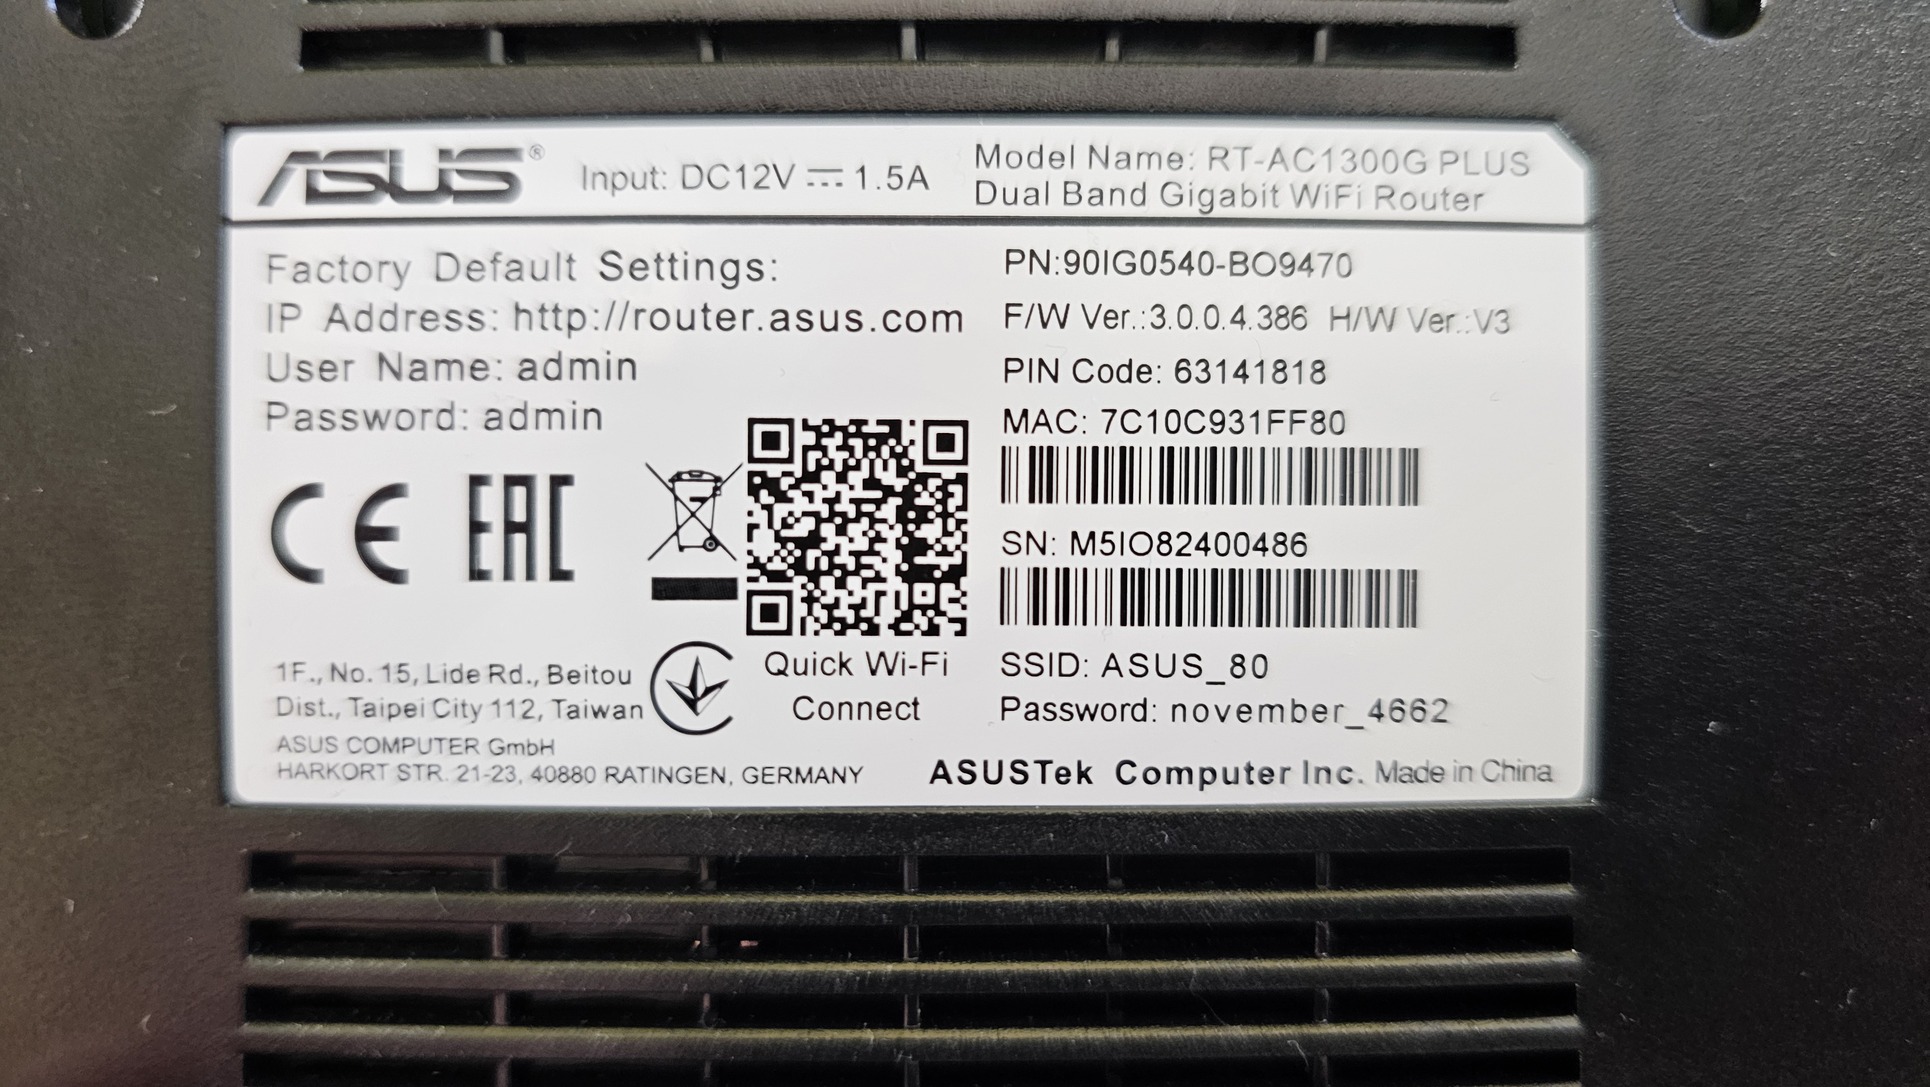 ASUS® Input: DC12V ⎓ 1.5A
Model Name: RT-AC1300G PLUS
Dual Band Gigabit WiFi Router
Factory Default Settings:
IP Address: http://router.asus.com
User Name: admin
Password: admin
PN:90IG0540-BO9470
F/W Ver.:3.0.0.4.386 H/W Ver.:V3
PIN Code: 63141818
MAC: 7C10C931FF80
SN: M5IO82400486
SSID: ASUS_80
Password: november_4662
CE EAC
Quick Wi-Fi
Connect
1F., No. 15, Lide Rd., Beitou
Dist., Taipei City 112, Taiwan
ASUS COMPUTER GmbH
HARKORT STR. 21-23, 40880 RATINGEN, GERMANY
ASUSTek Computer Inc. Made in China